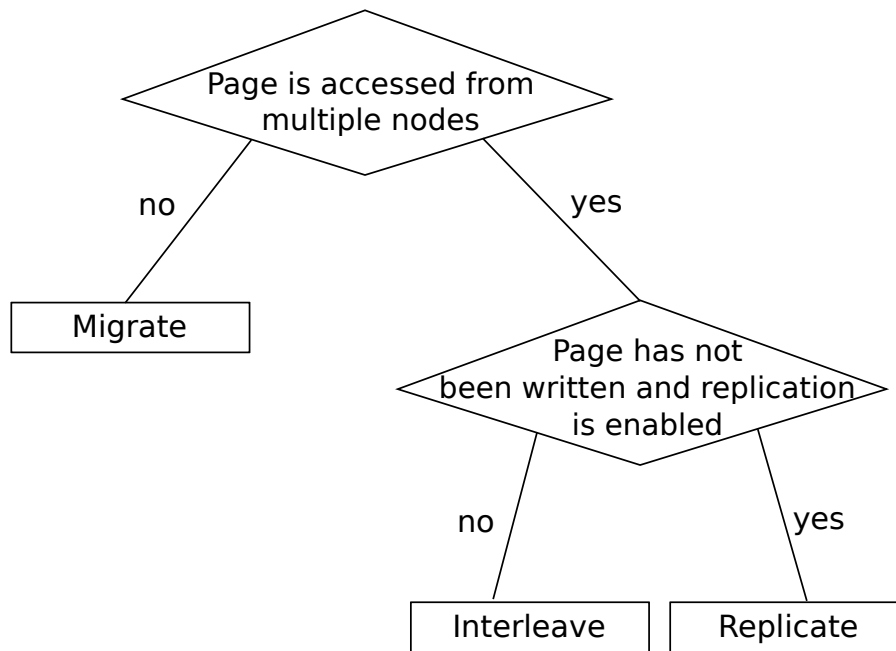 Page is accessed from
multiple nodes
no
yes
Migrate
Page has not
been written and replication
is enabled
no
yes
Interleave
Replicate